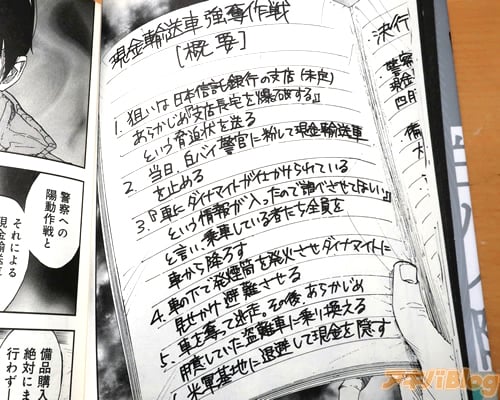 現金輸送車強奪作戦
[概要]
1. 狙いは日本信託銀行の支店(未定)
あらかじめ『支店長宅を爆破する』
という脅迫状を送る
2. 当日、白バイ警官に扮して現金輸送車
を止める
3.『車にダイナマイトが仕かけられている
という情報が入ったので調べさせてほしい』
と言い、乗車している者たち全員を
車から降ろす
4. 車の下で発煙筒を発火させダイナマイトに
見せかけ避難させる
5. 車を奪って逃走。その後、あらかじめ
用意していた盗難車に乗り換える
米軍基地に退避して現金を隠す
決行
警察
現金
四月
備
大
警察への
陽動作戦と
それによる
現金輸送
備品購入
絶対にま
行わず
アキバBlog